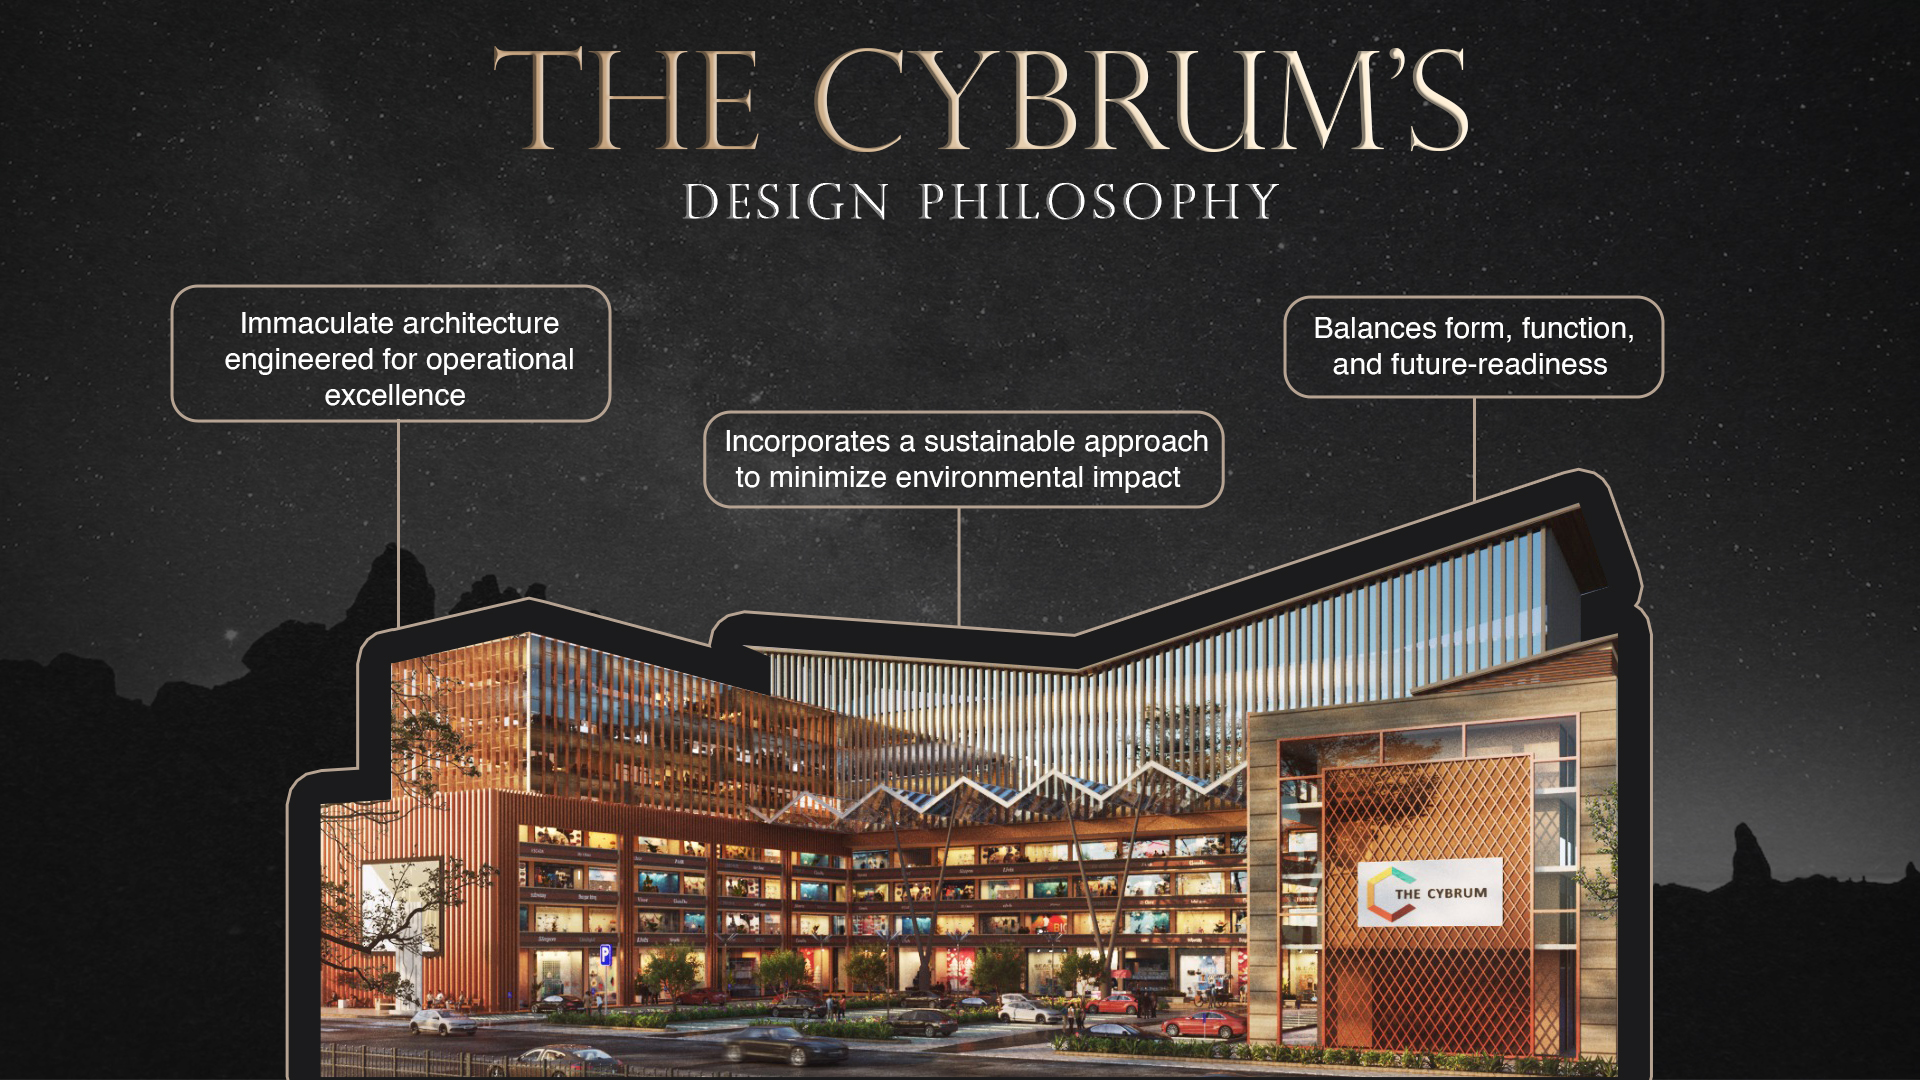 THE CYBRUM'S
DESIGN PHILOSOPHY
Immaculate architecture
engineered for operational
excellence
Balances form, function,
and future-readiness
Incorporates a sustainable approach
to minimize environmental impact
THE CYBRUM
P